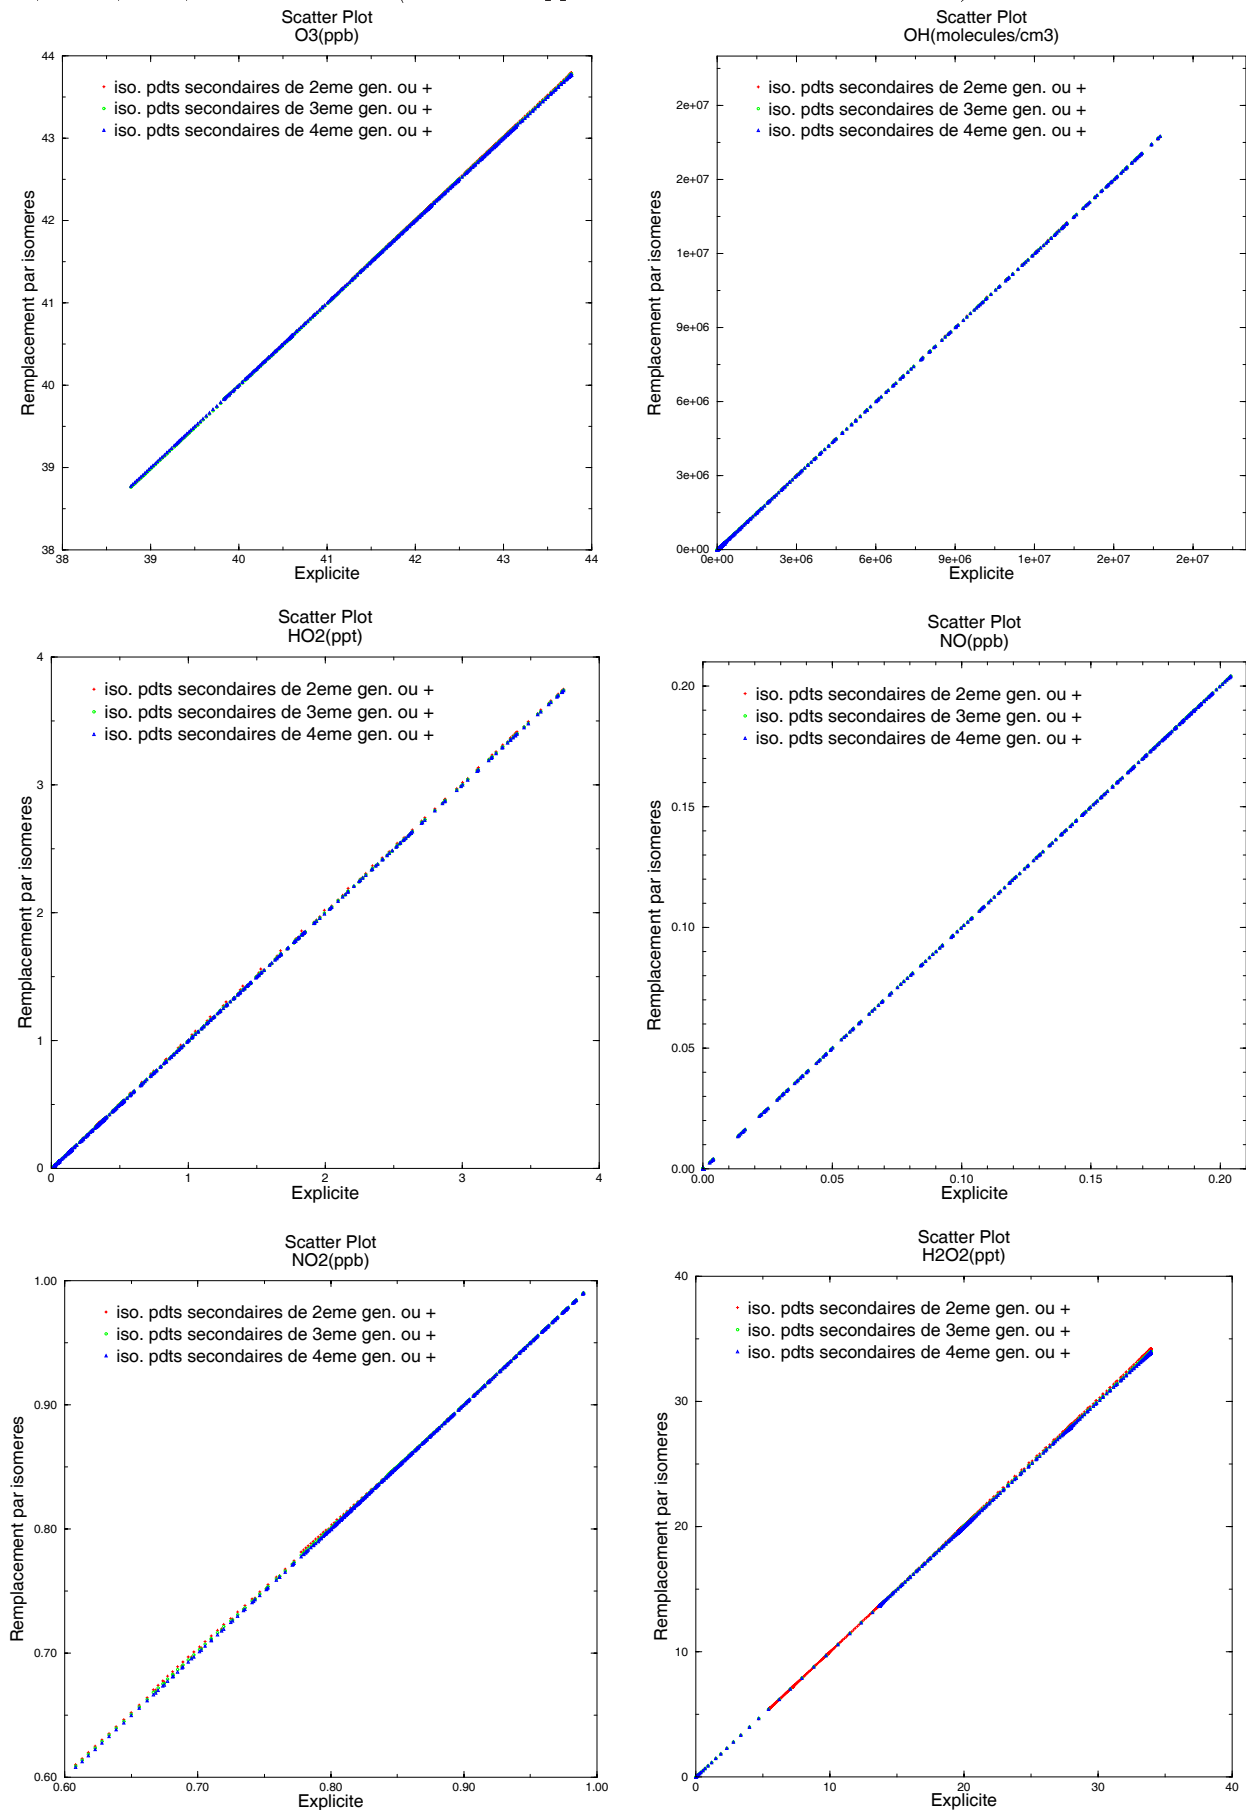 Scatter Plot
O3(ppb)
44
43
42
41
40
39
38
38
39
40
41
42
43
44
iso. pdts secondaires de 2eme gen. ou +
iso. pdts secondaires de 3eme gen. ou +
iso. pdts secondaires de 4eme gen. ou +
Remplacement par isomeres
Explicite
Scatter Plot
OH(molecules/cm3)
2e+07
2e+07
1e+07
9e+06
6e+06
3e+06
0e+00
0e+00
3e+06
6e+06
9e+06
1e+07
2e+07
2e+07
iso. pdts secondaires de 2eme gen. ou +
iso. pdts secondaires de 3eme gen. ou +
iso. pdts secondaires de 4eme gen. ou +
Remplacement par isomeres
Explicite
Scatter Plot
HO2(ppt)
4
3
2
1
0
0
1
2
3
4
iso. pdts secondaires de 2eme gen. ou +
iso. pdts secondaires de 3eme gen. ou +
iso. pdts secondaires de 4eme gen. ou +
Remplacement par isomeres
Explicite
Scatter Plot
NO(ppb)
0.20
0.15
0.10
0.05
0.00
0.00
0.05
0.10
0.15
0.20
iso. pdts secondaires de 2eme gen. ou +
iso. pdts secondaires de 3eme gen. ou +
iso. pdts secondaires de 4eme gen. ou +
Remplacement par isomeres
Explicite
Scatter Plot
NO2(ppb)
1.00
0.90
0.80
0.70
0.60
0.60
0.70
0.80
0.90
1.00
iso. pdts secondaires de 2eme gen. ou +
iso. pdts secondaires de 3eme gen. ou +
iso. pdts secondaires de 4eme gen. ou +
Remplacement par isomeres
Explicite
Scatter Plot
H2O2(ppt)
40
30
20
10
0
0
10
20
30
40
iso. pdts secondaires de 2eme gen. ou +
iso. pdts secondaires de 3eme gen. ou +
iso. pdts secondaires de 4eme gen. ou +
Remplacement par isomeres
Explicite